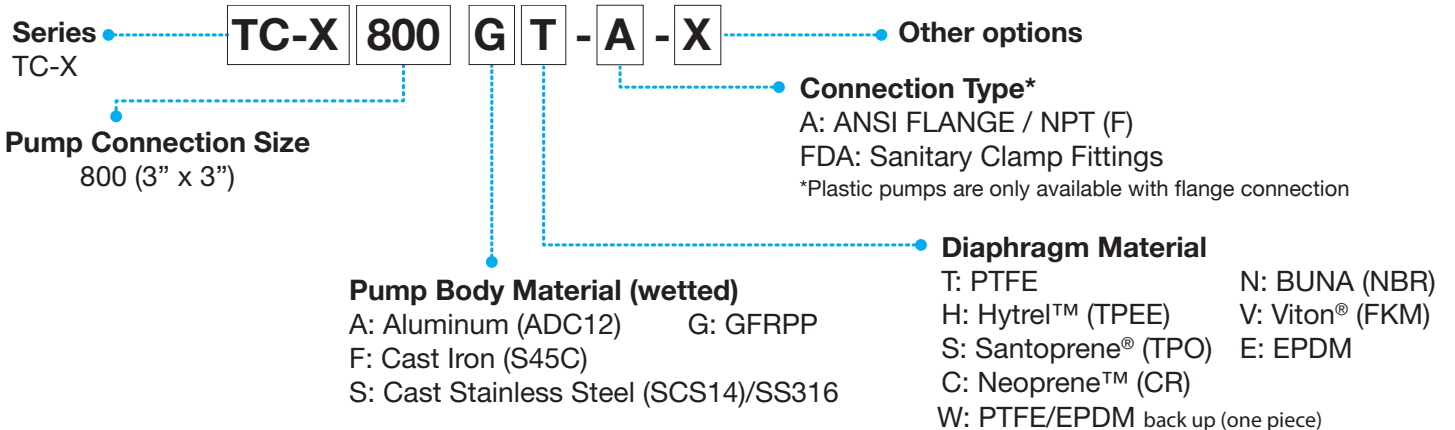 Series TC-X 800 G T - A - X Other options
TC-X
Connection Type*
A: ANSI FLANGE / NPT (F)
FDA: Sanitary Clamp Fittings
*Plastic pumps are only available with flange connection
Pump Connection Size
800 (3” x 3”)
Diaphragm Material
T: PTFE N: BUNA (NBR)
H: Hytrel™ (TPEE) V: Viton® (FKM)
S: Santoprene® (TPO) E: EPDM
C: Neoprene™ (CR)
W: PTFE/EPDM back up (one piece)
Pump Body Material (wetted)
A: Aluminum (ADC12) G: GFRPP
F: Cast Iron (S45C)
S: Cast Stainless Steel (SCS14)/SS316